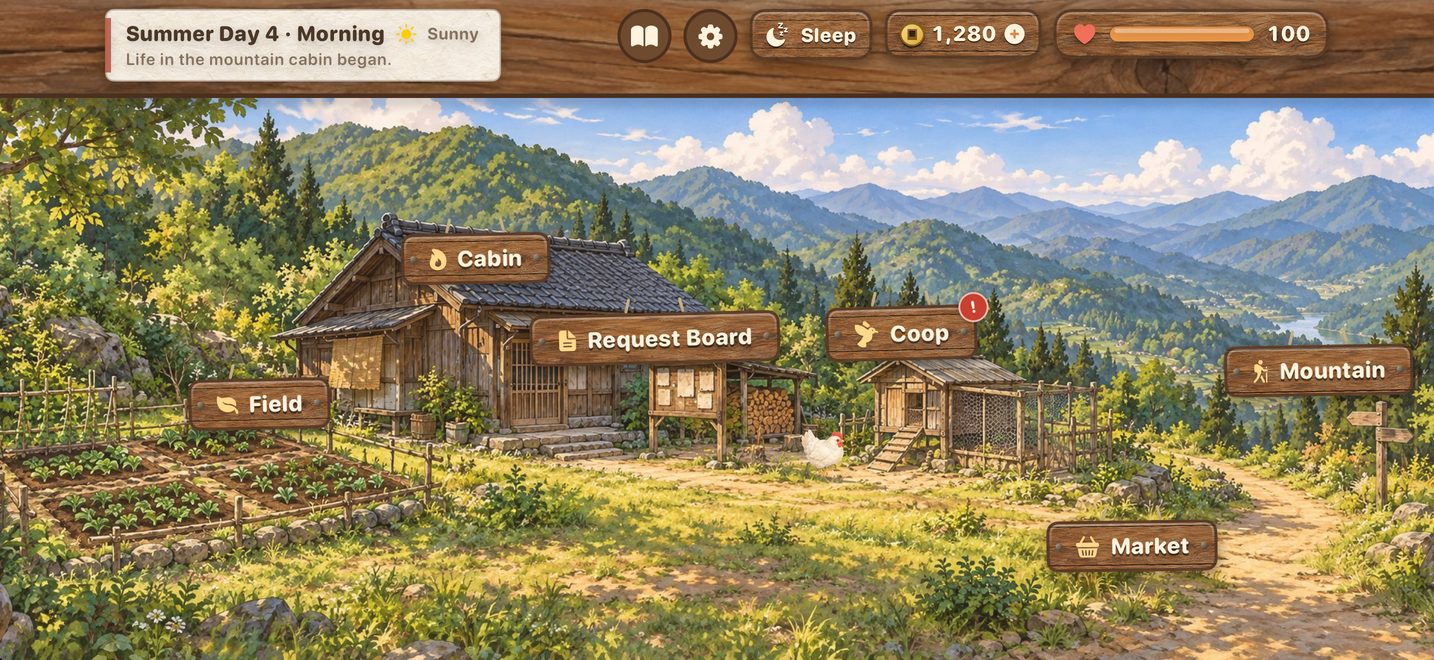 Summer Day 4 · Morning Sunny
Life in the mountain cabin began.
Sleep
1,280
100
Cabin
Request Board
Coop
!
Mountain
Field
Market